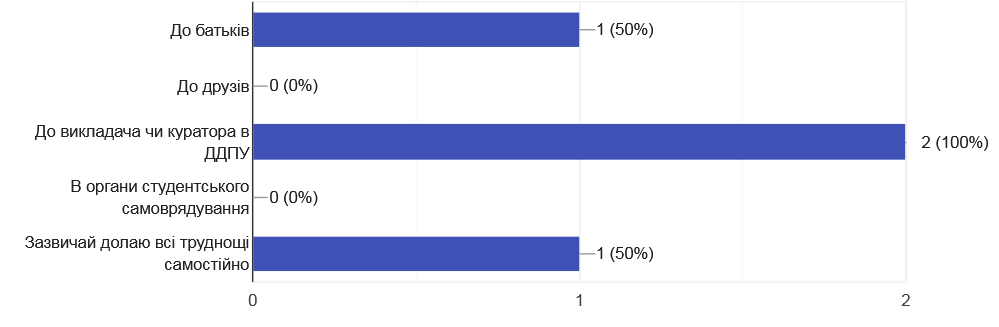 До батьків
1 (50%)
До друзів
0 (0%)
До викладача чи куратора в
ДДПУ
2 (100%)
В органи студентського
самоврядування
0 (0%)
Зазвичай долаю всі труднощі
самостійно
1 (50%)
0
1
2